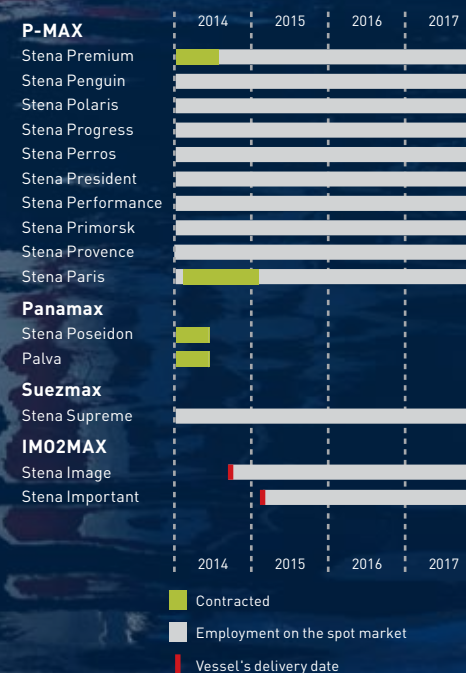 2014 2015 2016 2017
P-MAX
Stena Premium
Stena Penguin
Stena Polaris
Stena Progress
Stena Perros
Stena President
Stena Performance
Stena Primorsk
Stena Provence
Stena Paris
Panamax
Stena Poseidon
Palva
Suezmax
Stena Supreme
IMO2MAX
Stena Image
Stena Important
2014 2015 2016 2017
Contracted
Employment on the spot market
Vessel's delivery date